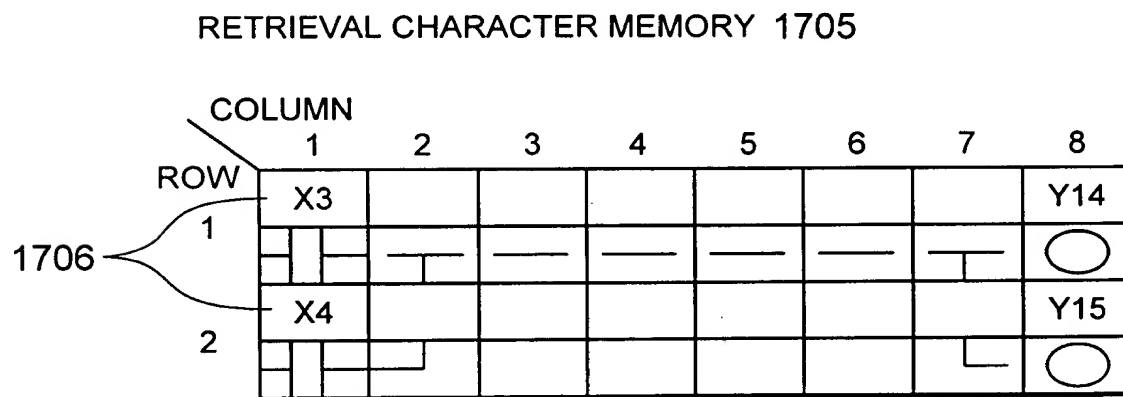 RETRIEVAL CHARACTER MEMORY 1705
COLUMN
1 2 3 4 5 6 7 8
ROW
X3 Y14
1
1706
X4 Y15
2